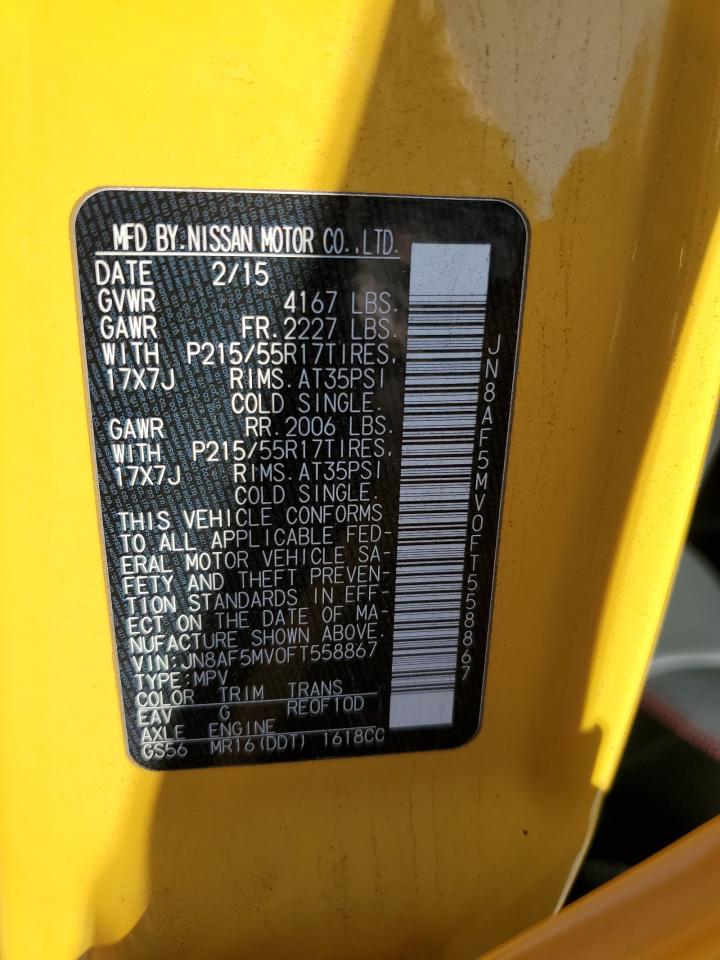 MFD BY.NISSAN MOTOR CO.,LTD.
DATE 2/15
GVWR 4167 LBS.
GAWR FR. 2227 LBS.
WITH P215/55R17TIRES,
17X7J RIMS. AT35PSI
COLD SINGLE.
GAWR RR. 2006 LBS.
WITH P215/55R17TIRES,
17X7J RIMS. AT35PSI
COLD SINGLE.
THIS VEHICLE CONFORMS
TO ALL APPLICABLE FED-
ERAL MOTOR VEHICLE SA-
FETY AND THEFT PREVEN-
TION STANDARDS IN EFF-
ECT ON THE DATE OF MA-
NUFACTURE SHOWN ABOVE.
VIN: JN8AF5MV0FT558867
TYPE: MPV
COLOR TRIM TRANS
EAV G RE0F10D
AXLE ENGINE
GS56 MR16(DDT) 1618CC
JN8AF5MV0FT558867